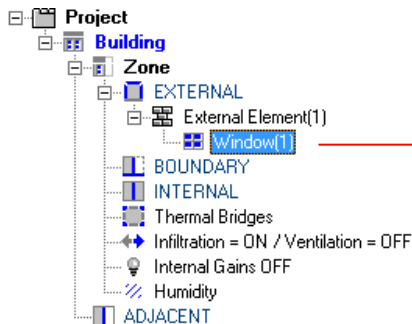 Project
Building
Zone
EXTERNAL
External Element(1)
Window(1)
BOUNDARY
INTERNAL
Thermal Bridges
Infiltration = ON / Ventilation = OFF
Internal Gains OFF
Humidity
ADJACENT